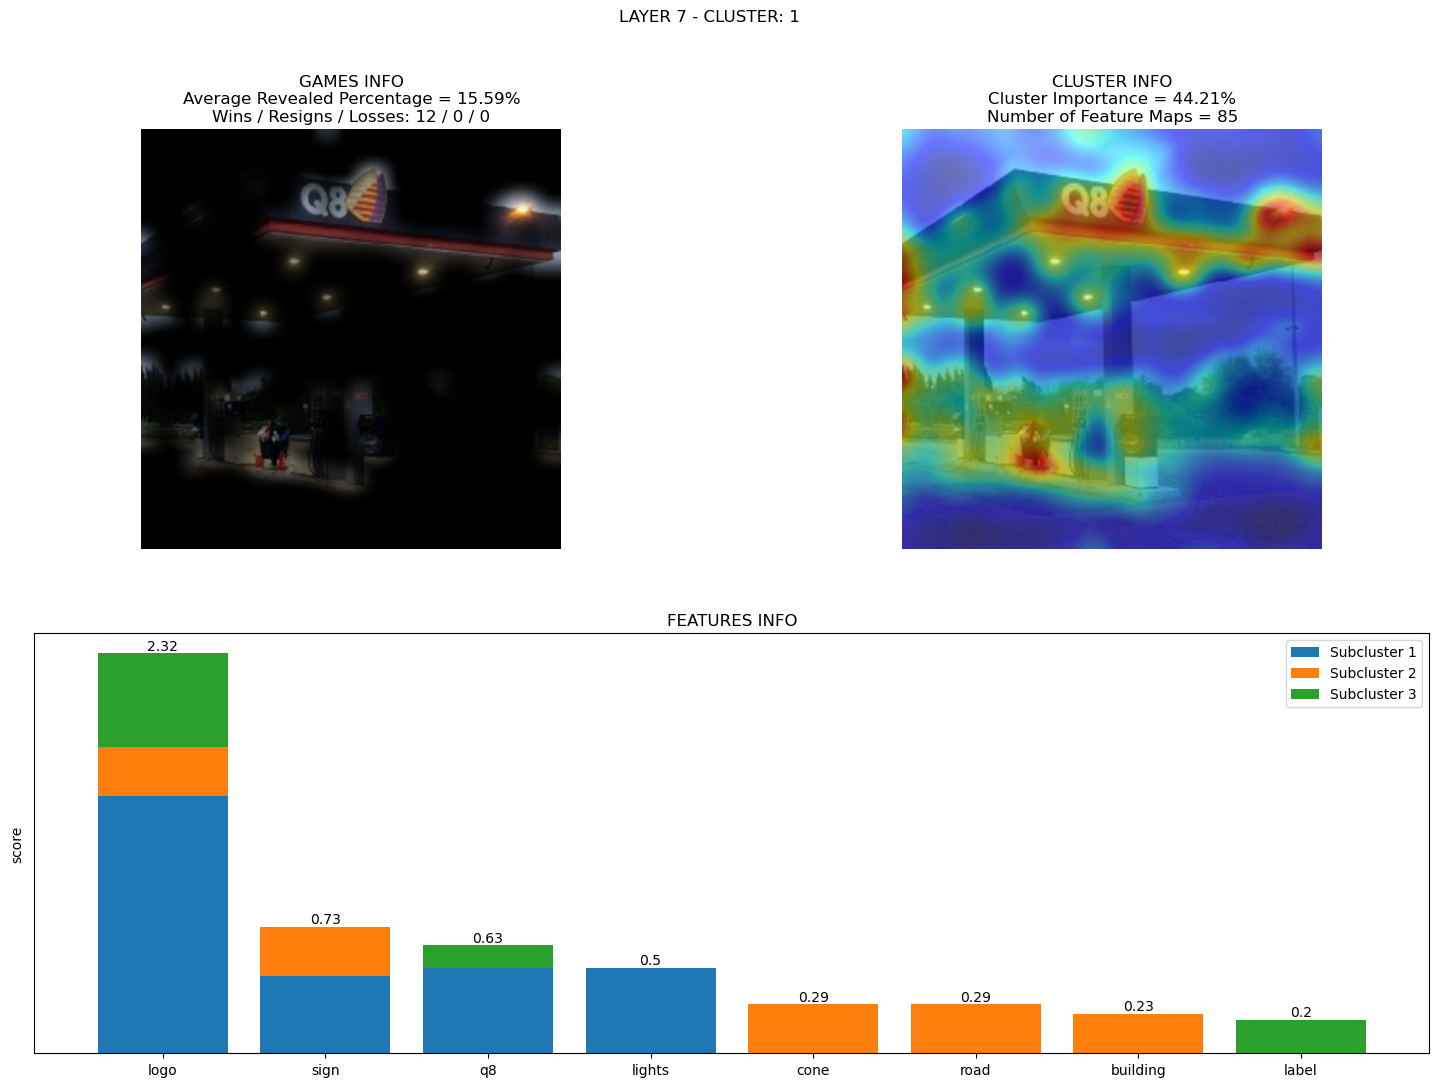 LAYER 7 - CLUSTER: 1
GAMES INFO
Average Revealed Percentage = 15.59%
Wins / Resigns / Losses: 12 / 0 / 0
Q8
CLUSTER INFO
Cluster Importance = 44.21%
Number of Feature Maps = 85
Q8
FEATURES INFO
score
2.32
0.73
0.63
0.5
0.29
0.29
0.23
0.2
Subcluster 1
Subcluster 2
Subcluster 3
logo
sign
q8
lights
cone
road
building
label